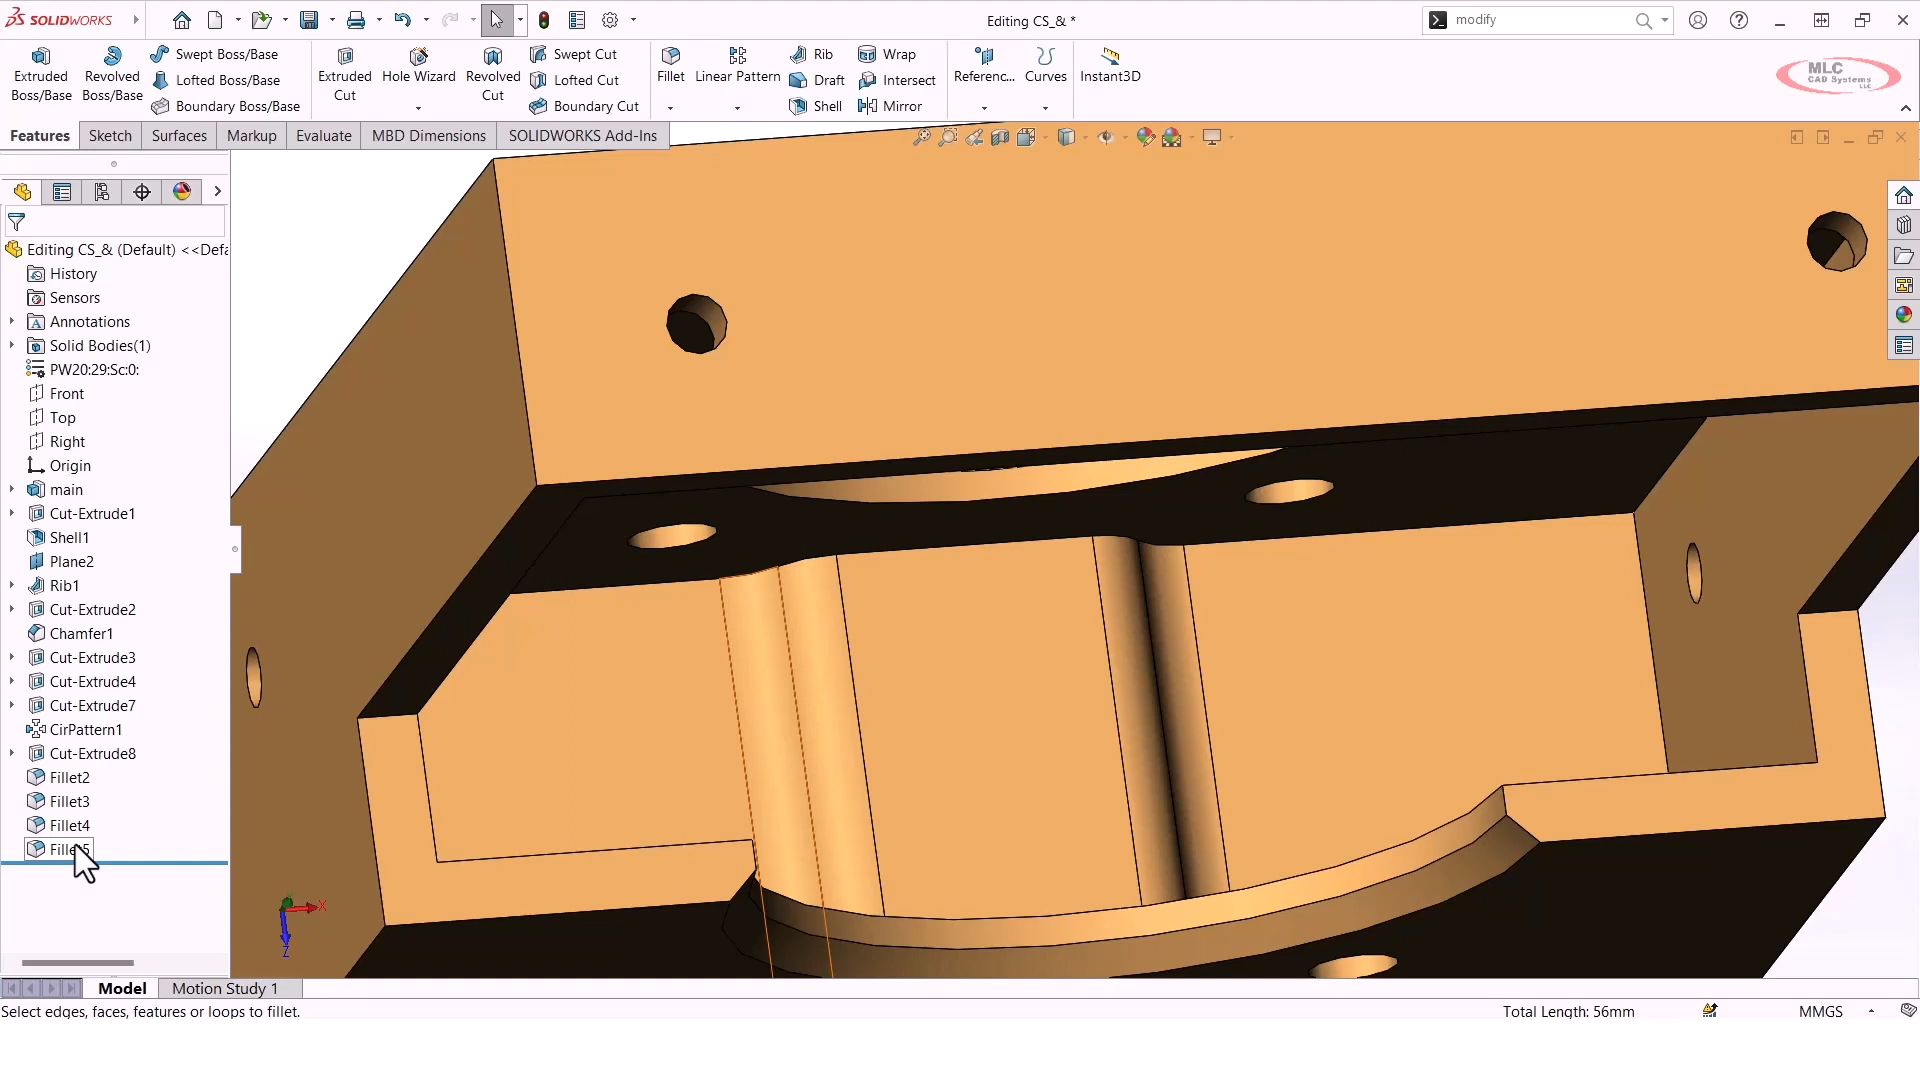 SOLIDWORKS
Editing CS_& *
modify
Extruded Boss/Base
Revolved Boss/Base
Swept Boss/Base
Lofted Boss/Base
Boundary Boss/Base
Extruded Cut
Hole Wizard
Revolved Cut
Swept Cut
Lofted Cut
Boundary Cut
Fillet
Linear Pattern
Rib
Draft
Shell
Wrap
Intersect
Mirror
Referenc...
Curves
Instant3D
MLC
CAD Systems
LLC
Features
Sketch
Surfaces
Markup
Evaluate
MBD Dimensions
SOLIDWORKS Add-Ins
Editing CS_& (Default) <<Defa
History
Sensors
Annotations
Solid Bodies(1)
PW20:29:Sc:0:
Front
Top
Right
Origin
main
Cut-Extrude1
Shell1
Plane2
Rib1
Cut-Extrude2
Chamfer1
Cut-Extrude3
Cut-Extrude4
Cut-Extrude7
CirPattern1
Cut-Extrude8
Fillet2
Fillet3
Fillet4
Fillet5
X
Z
Model
Motion Study 1
Select edges, faces, features or loops to fillet.
Total Length: 56mm
MMGS